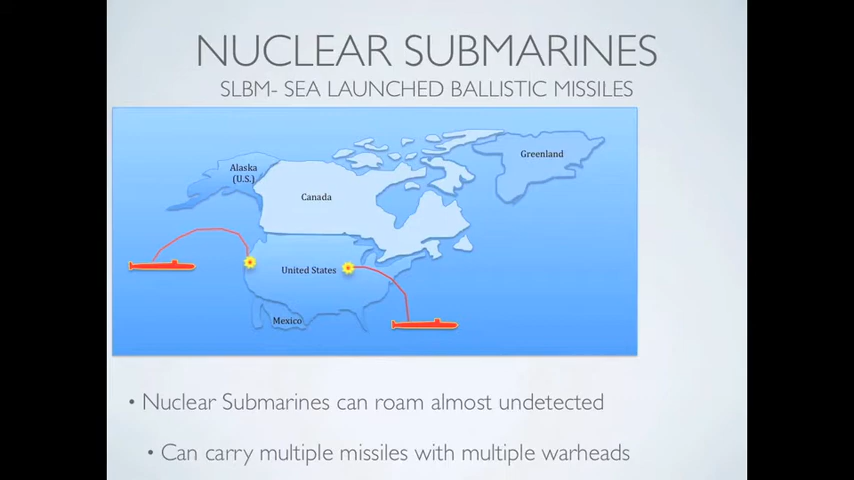 NUCLEAR SUBMARINES
SLBM- SEA LAUNCHED BALLISTIC MISSILES
Greenland
Alaska
(U.S.)
Canada
United States
Mexico
• Nuclear Submarines can roam almost undetected
• Can carry multiple missiles with multiple warheads